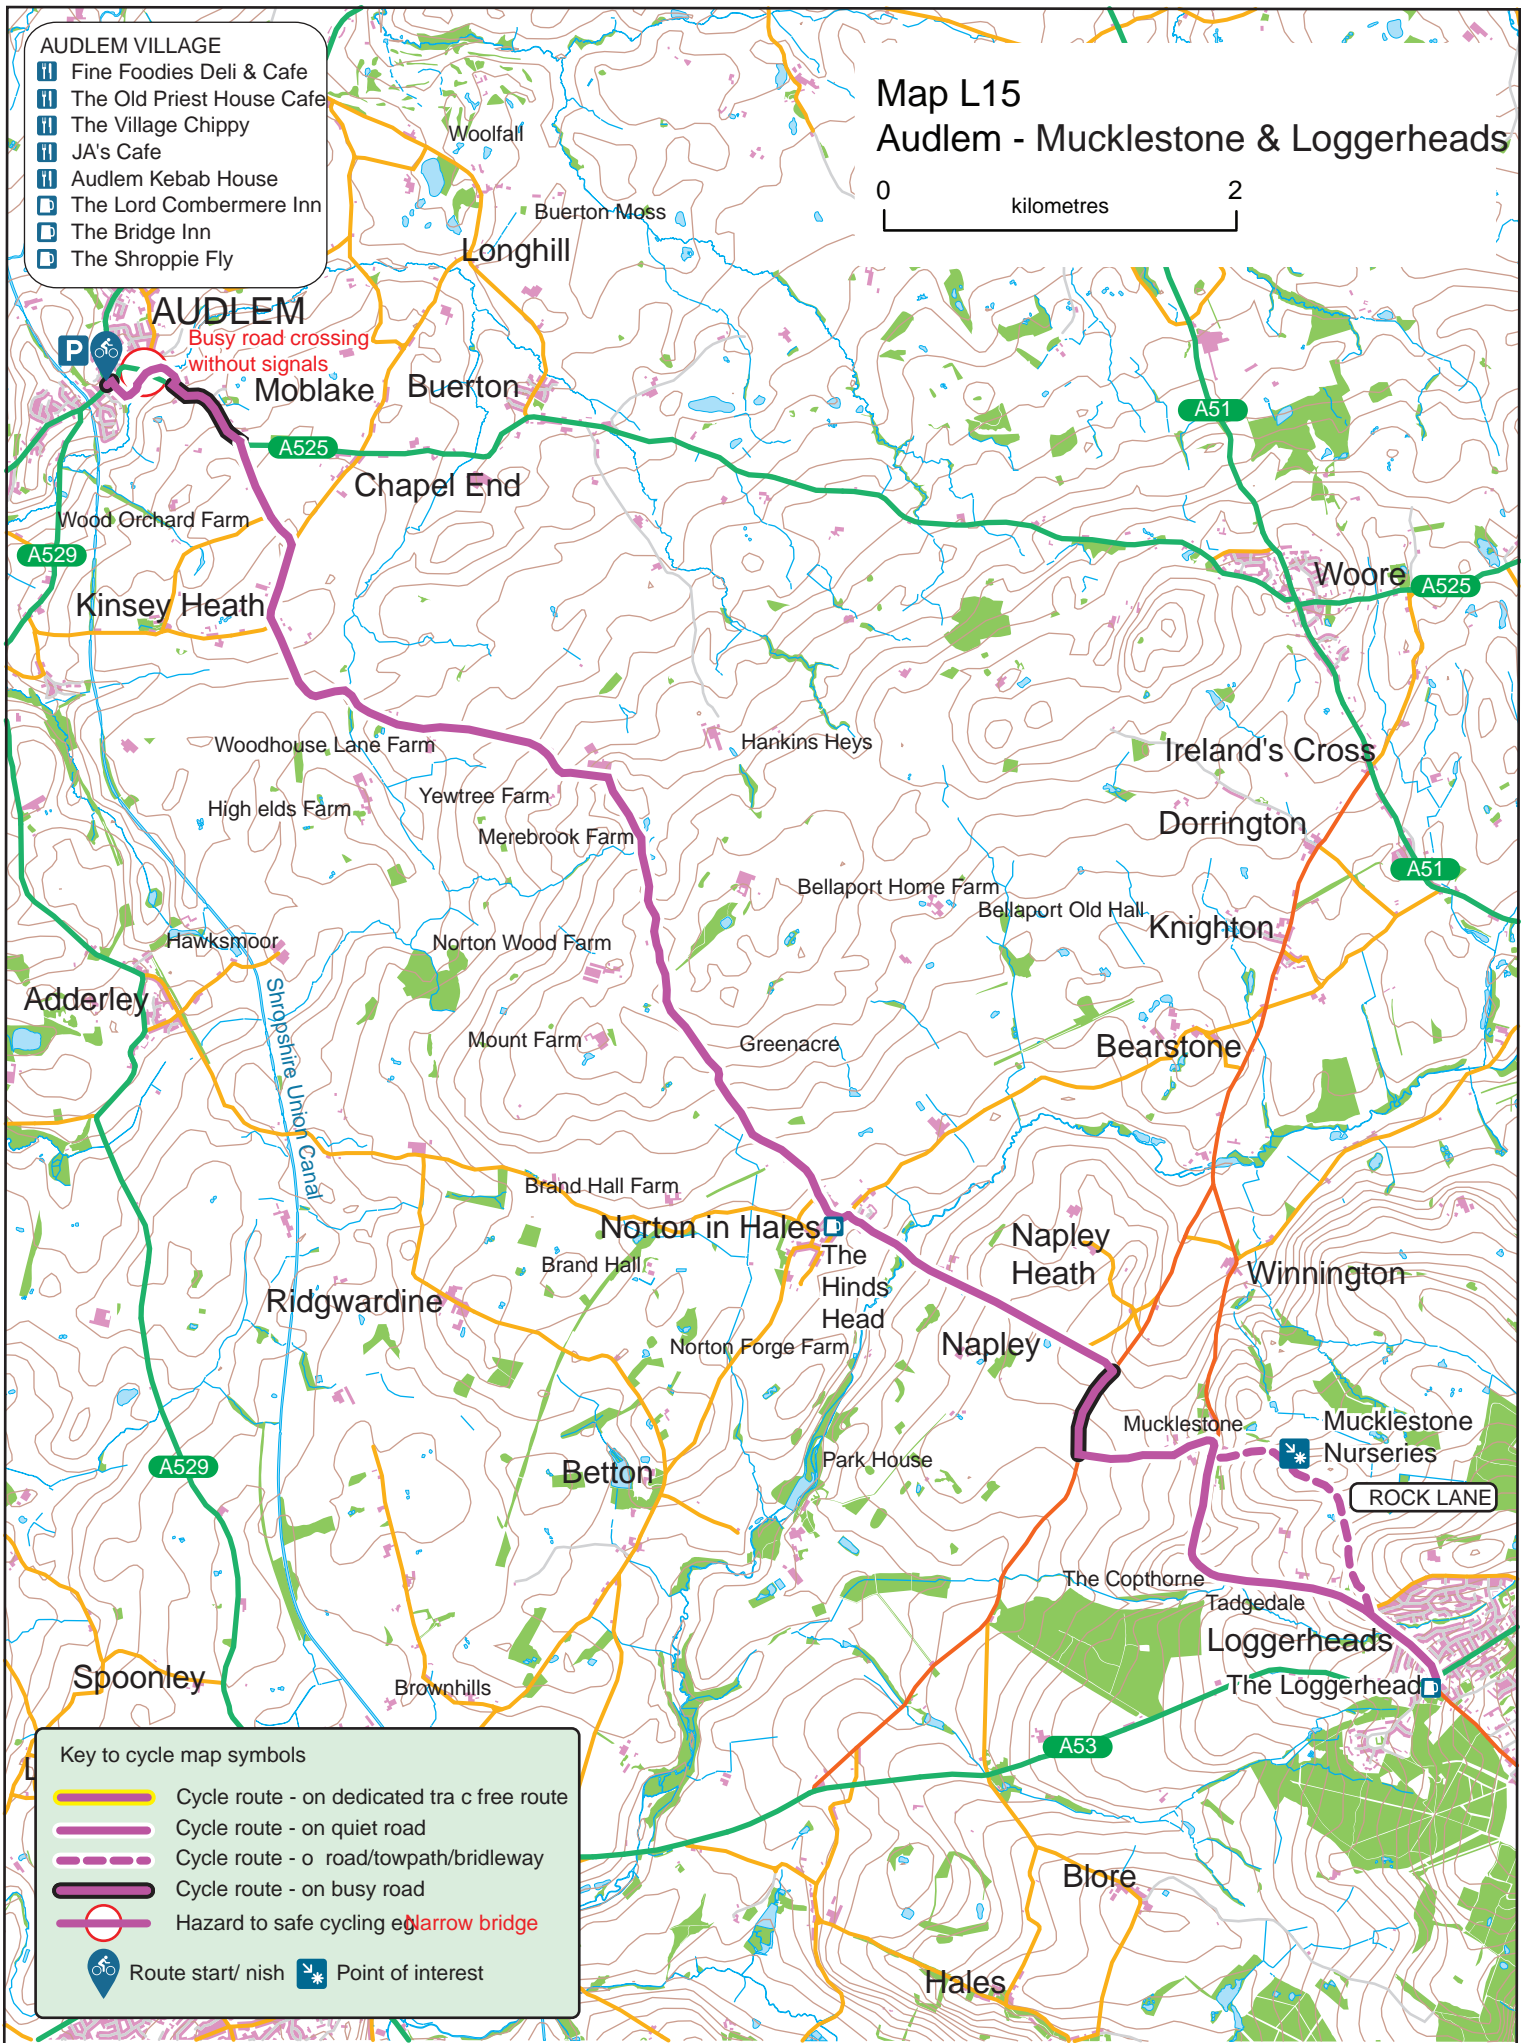 AUDLEM VILLAGE
Fine Foodies Deli & Cafe
The Old Priest House Cafe
The Village Chippy
JA's Cafe
Audlem Kebab House
The Lord Combermere Inn
The Bridge Inn
The Shroppie Fly
Map L15
Audlem - Mucklestone & Loggerheads
0 2
kilometres
Woolfall
Buerton Moss
Longhill
AUDLEM
P
Busy road crossing
without signals
Moblake
Buerton
A51
A525
Chapel End
Wood Orchard Farm
A529
Woore
A525
Kinsey Heath
Woodhouse Lane Farm
Hankins Heys
Ireland's Cross
Yewtree Farm
High elds Farm
Merebrook Farm
Dorrington
A51
Bellaport Home Farm
Bellaport Old Hall
Knighton
Hawksmoor
Norton Wood Farm
Adderley
Shropshire Union Canal
Mount Farm
Greenacre
Bearstone
Brand Hall Farm
Norton in Hales
The
Hinds
Head
Napley
Heath
Brand Hall
Winnington
Ridgwardine
Norton Forge Farm
Napley
Mucklestone
Mucklestone
Nurseries
A529
Betton
Park House
ROCK LANE
The Copthorne
Tadgedale
Loggerheads
Spoonley
Brownhills
The Loggerhead
A53
Key to cycle map symbols
Cycle route - on dedicated tra c free route
Cycle route - on quiet road
Cycle route - o road/towpath/bridleway
Cycle route - on busy road
Hazard to safe cycling eg Narrow bridge
Route start/ nish
Point of interest
Blore
Hales